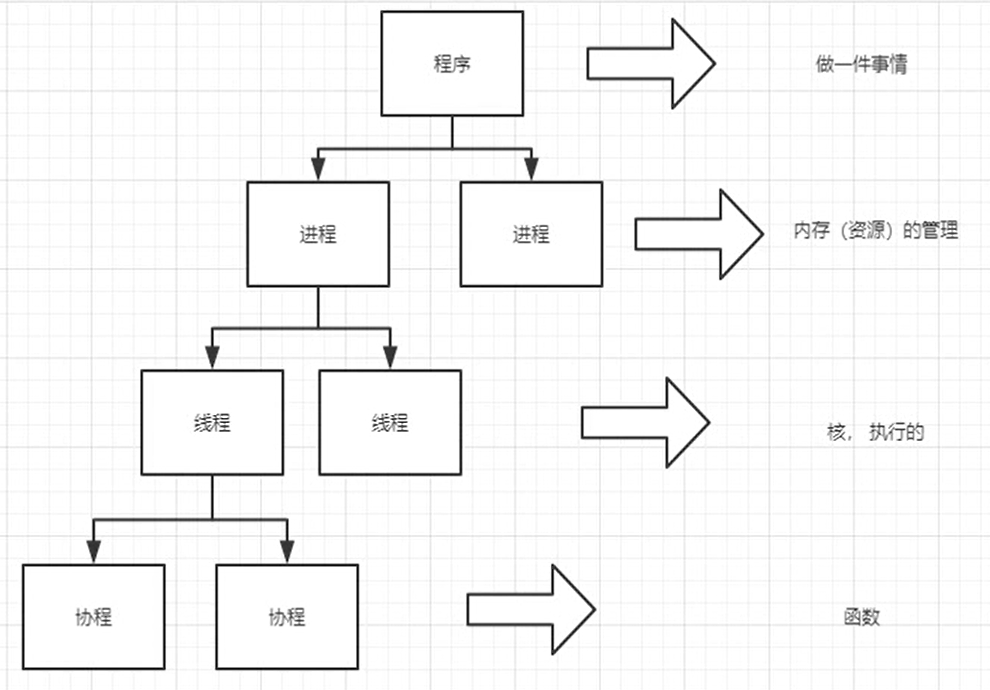 程序
做一件事情
进程
进程
内存（资源）的管理
线程
线程
核， 执行的
协程
协程
函数